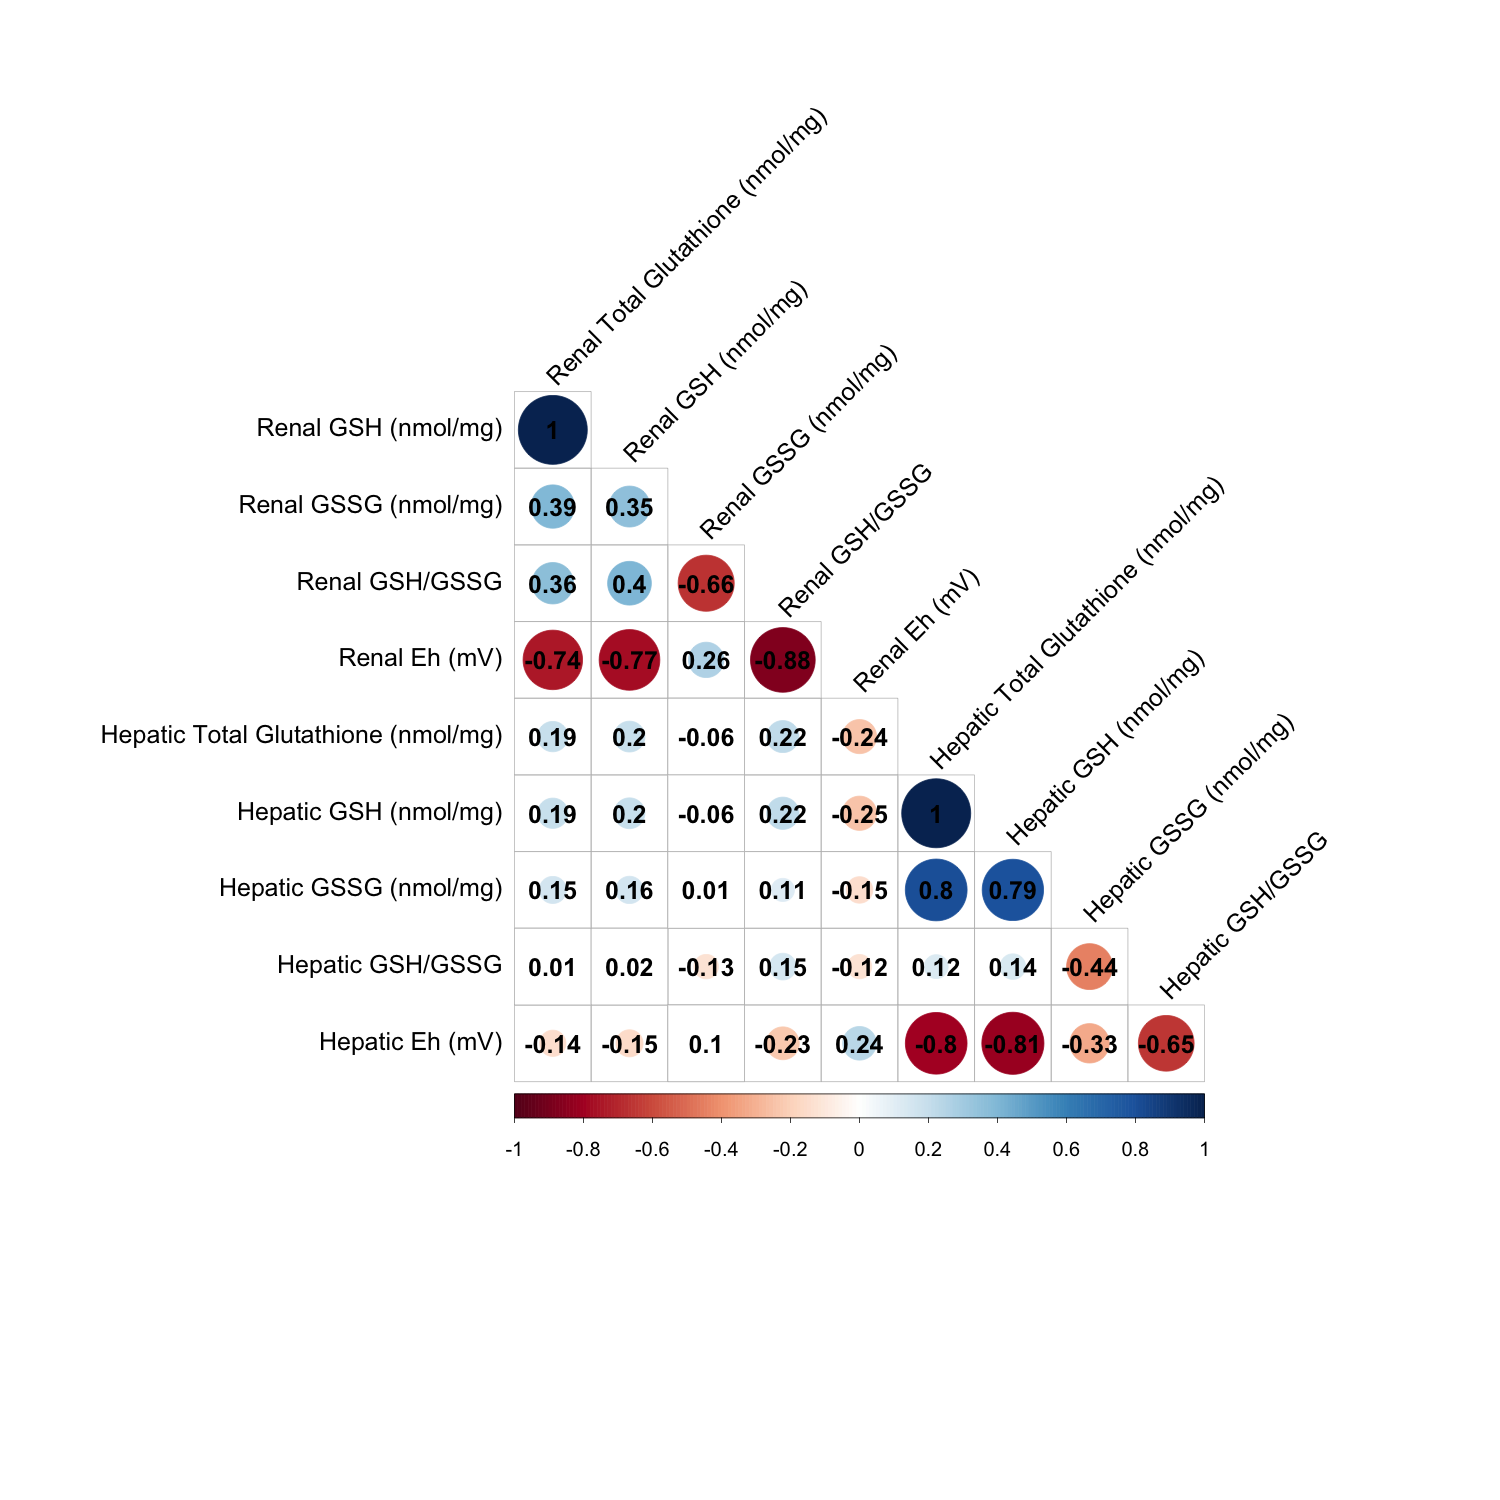 Renal Total Glutathione (nmol/mg)
Renal GSH (nmol/mg)
Renal GSSG (nmol/mg)
Renal GSH/GSSG
Renal Eh (mV)
Hepatic Total Glutathione (nmol/mg)
Hepatic GSH (nmol/mg)
Hepatic GSSG (nmol/mg)
Hepatic GSH/GSSG
Renal GSH (nmol/mg) 1
Renal GSSG (nmol/mg) 0.39 0.35
Renal GSH/GSSG 0.36 0.4 -0.66
Renal Eh (mV) -0.74 -0.77 0.26 -0.88
Hepatic Total Glutathione (nmol/mg) 0.19 0.2 -0.06 0.22 -0.24
Hepatic GSH (nmol/mg) 0.19 0.2 -0.06 0.22 -0.25 1
Hepatic GSSG (nmol/mg) 0.15 0.16 0.01 0.11 -0.15 0.8 0.79
Hepatic GSH/GSSG 0.01 0.02 -0.13 0.15 -0.12 0.12 0.14 -0.44
Hepatic Eh (mV) -0.14 -0.15 0.1 -0.23 0.24 -0.8 -0.81 -0.33 -0.65
-1 -0.8 -0.6 -0.4 -0.2 0 0.2 0.4 0.6 0.8 1